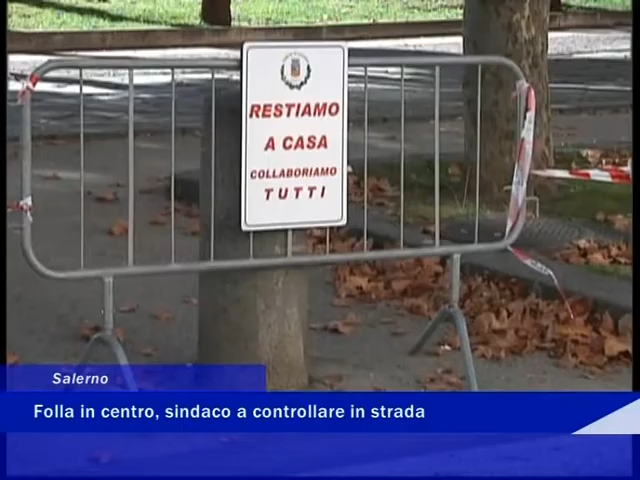 RESTIAMO
A CASA
COLLABORIAMO
TUTTI
Salerno
Folla in centro, sindaco a controllare in strada